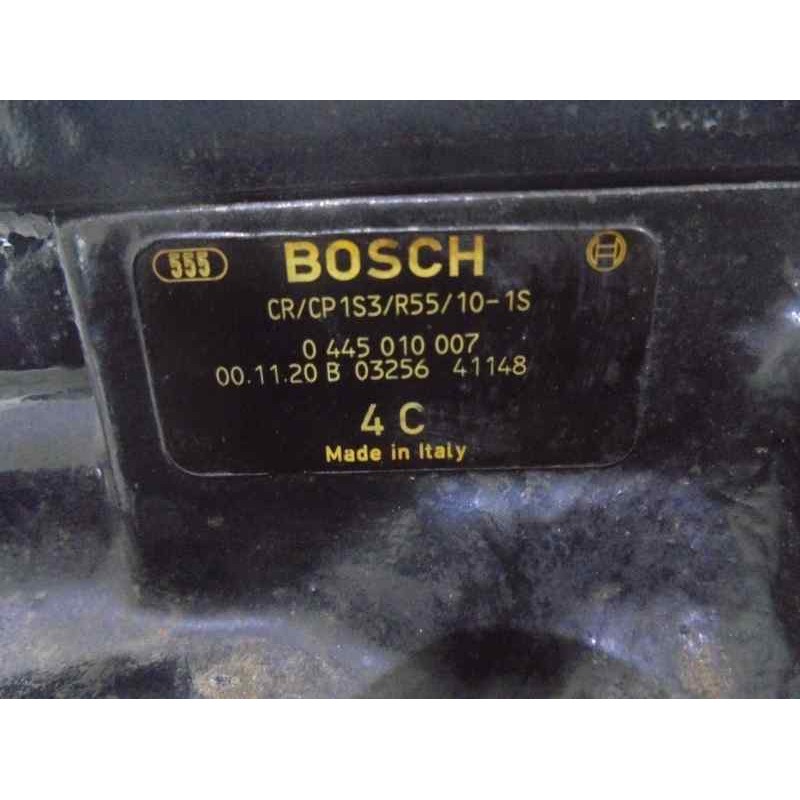 555 BOSCH
CR/CP1S3/R55/10-1S
0 445 010 007
00.11.20 B 03256 41148
4 C
Made in Italy